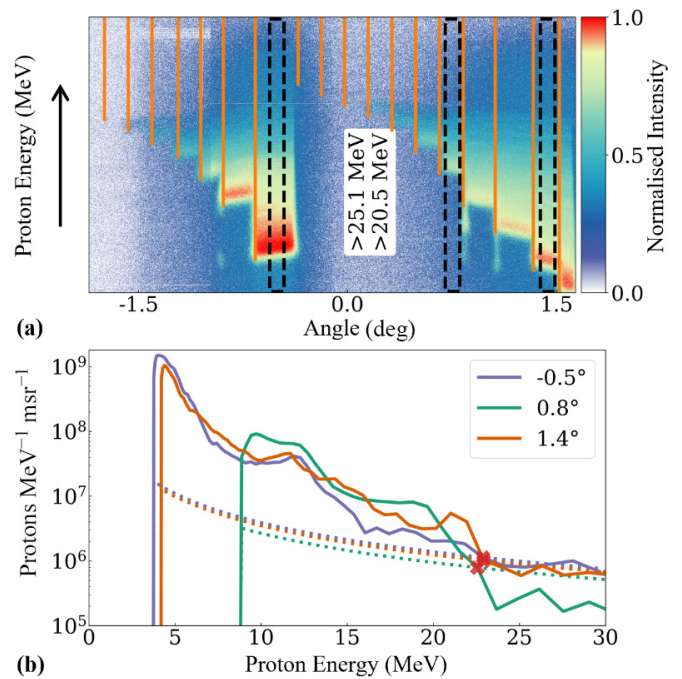 Proton Energy (MeV)
>25.1 MeV
>20.5 MeV
1.0
0.5
0.0
Normalised Intensity
-1.5
0.0
1.5
Angle (deg)
(a)
Protons MeV⁻¹ msr⁻¹
10⁹
10⁸
10⁷
10⁶
10⁵
-0.5°
0.8°
1.4°
0 5 10 15 20 25 30
Proton Energy (MeV)
(b)